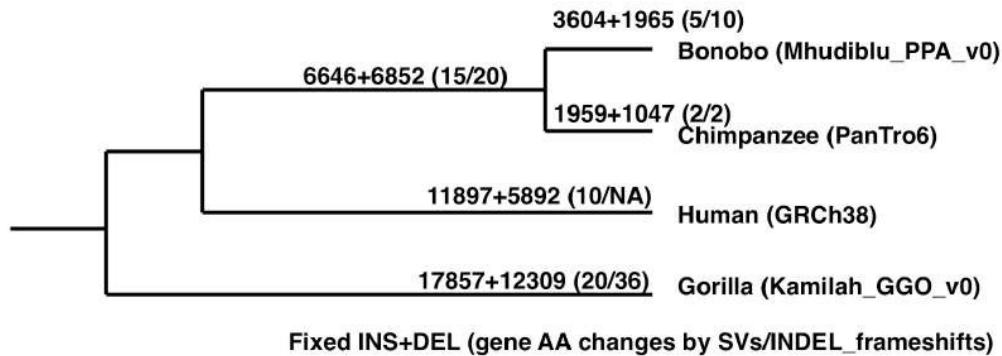 3604+1965 (5/10)
Bonobo (Mhudiblu_PPA_v0)
6646+6852 (15/20)
1959+1047 (2/2)
Chimpanzee (PanTro6)
11897+5892 (10/NA)
Human (GRCh38)
17857+12309 (20/36)
Gorilla (Kamilah_GGO_v0)
Fixed INS+DEL (gene AA changes by SVs/INDEL_frameshifts)